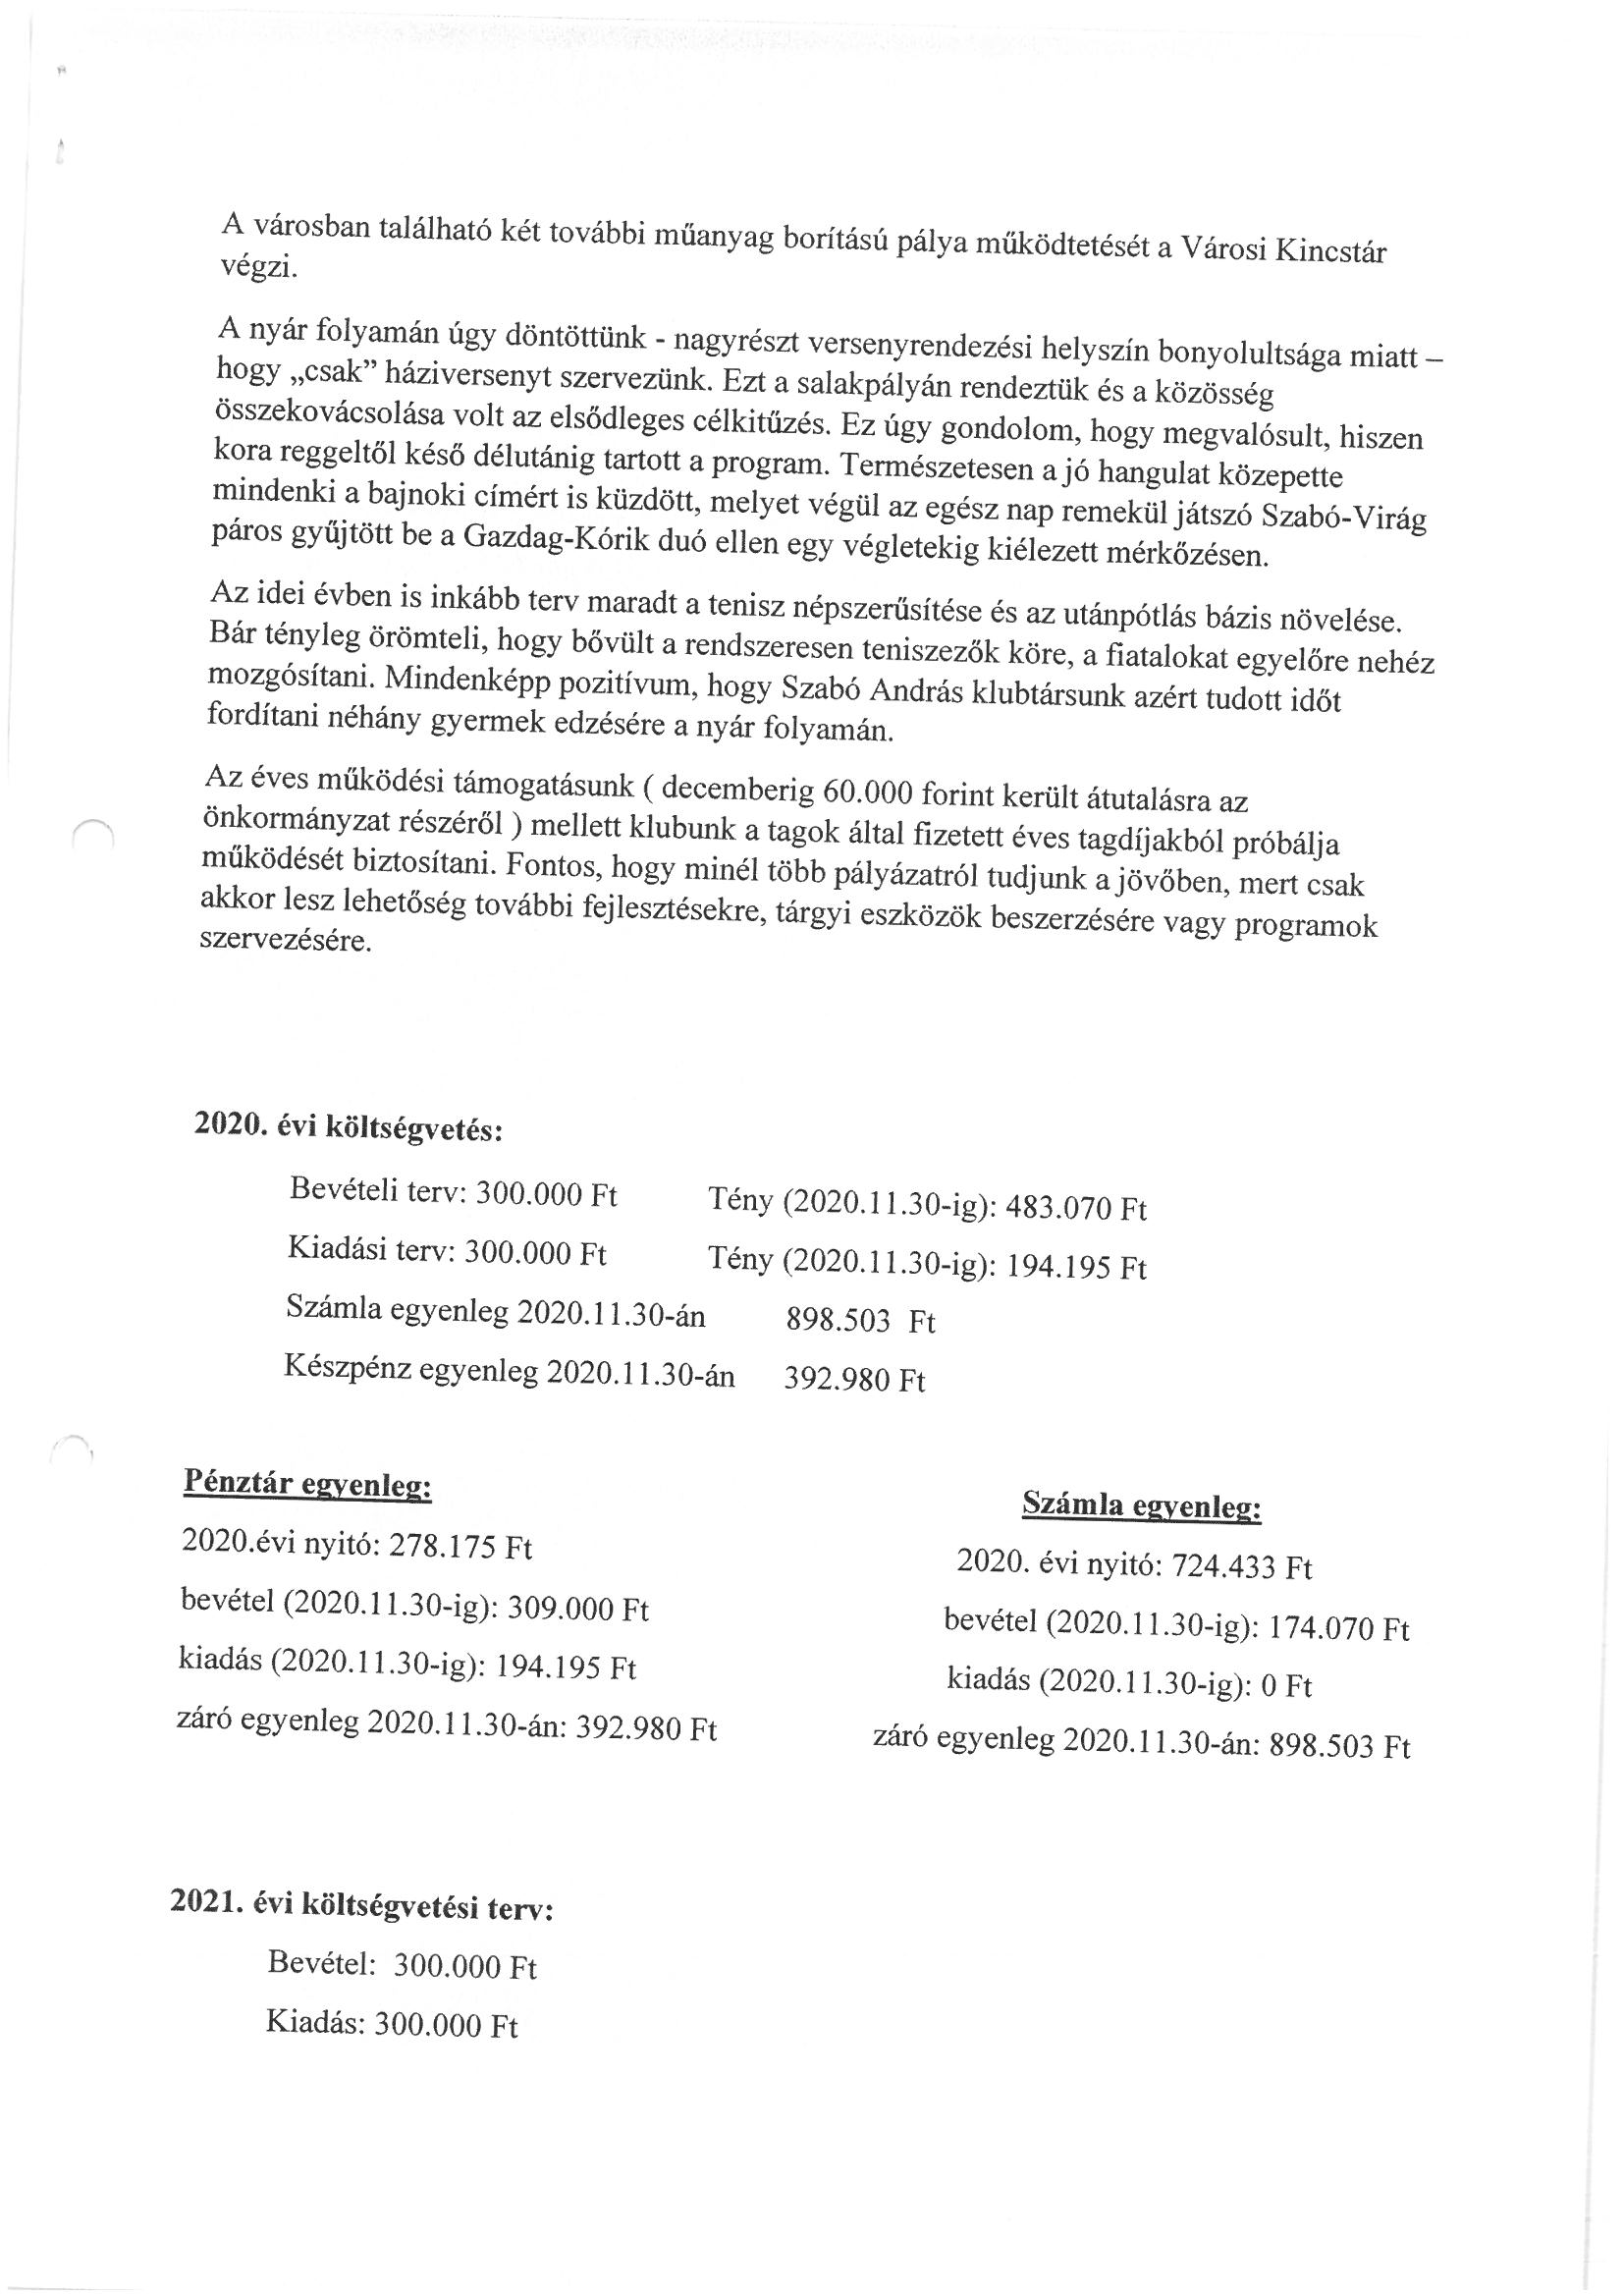 A városban található két további műanyag borítású pálya működtetését a Városi Kincstár
végzi.
A nyár folyamán úgy döntöttünk - nagyrészt versenyrendezési helyszín bonyolultsága miatt –
hogy „csak” háziversenyt szervezünk. Ezt a salakpályán rendeztük és a közösség
összekovácsolása volt az elsődleges célkitűzés. Ez úgy gondolom, hogy megvalósult, hiszen
kora reggeltől késő délutánig tartott a program. Természetesen a jó hangulat közepette
mindenki a bajnoki címért is küzdött, melyet végül az egész nap remekül játszó Szabó-Virág
páros gyűjtött be a Gazdag-Kórik duó ellen egy végletekig kiélezett mérkőzésen.
Az idei évben is inkább terv maradt a tenisz népszerűsítése és az utánpótlás bázis növelése.
Bár tényleg örömteli, hogy bővült a rendszeresen teniszezők köre, a fiatalokat egyelőre nehéz
mozgósítani. Mindenképp pozitívum, hogy Szabó András klubtársunk azért tudott időt
fordítani néhány gyermek edzésére a nyár folyamán.
Az éves működési támogatásunk ( decemberig 60.000 forint került átutalásra az
önkormányzat részéről ) mellett klubunk a tagok által fizetett éves tagdíjakból próbálja
működését biztosítani. Fontos, hogy minél több pályázatról tudjunk a jövőben, mert csak
akkor lesz lehetőség további fejlesztésekre, tárgyi eszközök beszerzésére vagy programok
szervezésére.
2020. évi költségvetés:
Bevételi terv: 300.000 Ft Tény (2020.11.30-ig): 483.070 Ft
Kiadási terv: 300.000 Ft Tény (2020.11.30-ig): 194.195 Ft
Számla egyenleg 2020.11.30-án 898.503 Ft
Készpénz egyenleg 2020.11.30-án 392.980 Ft
Pénztár egyenleg:
2020.évi nyitó: 278.175 Ft
bevétel (2020.11.30-ig): 309.000 Ft
kiadás (2020.11.30-ig): 194.195 Ft
záró egyenleg 2020.11.30-án: 392.980 Ft
Számla egyenleg:
2020. évi nyitó: 724.433 Ft
bevétel (2020.11.30-ig): 174.070 Ft
kiadás (2020.11.30-ig): 0 Ft
záró egyenleg 2020.11.30-án: 898.503 Ft
2021. évi költségvetési terv:
Bevétel: 300.000 Ft
Kiadás: 300.000 Ft